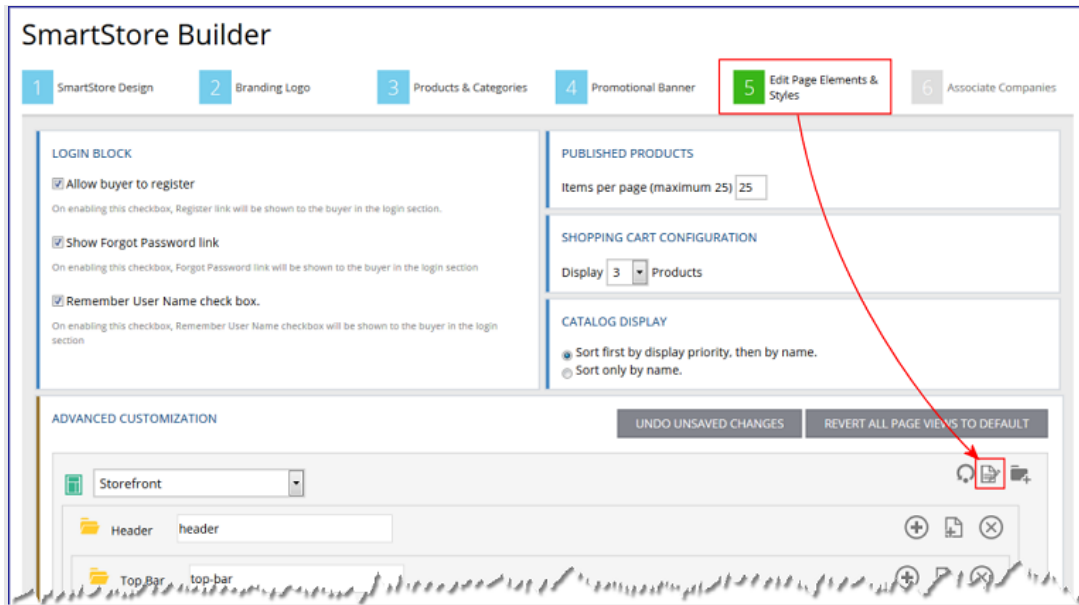 SmartStore Builder
1 SmartStore Design
2 Branding Logo
3 Products & Categories
4 Promotional Banner
5 Edit Page Elements &
Styles
6 Associate Companies
LOGIN BLOCK
Allow buyer to register
On enabling this checkbox, Register link will be shown to the buyer in the login section.
Show Forgot Password link
On enabling this checkbox, Forgot Password link will be shown to the buyer in the login section
Remember User Name check box.
On enabling this checkbox, Remember User Name checkbox will be shown to the buyer in the login
section
PUBLISHED PRODUCTS
Items per page (maximum 25) 25
SHOPPING CART CONFIGURATION
Display 3 Products
CATALOG DISPLAY
Sort first by display priority, then by name.
Sort only by name.
ADVANCED CUSTOMIZATION
UNDO UNSAVED CHANGES
REVERT ALL PAGE VIEWS TO DEFAULT
Storefront
Header header
Top Bar top-bar